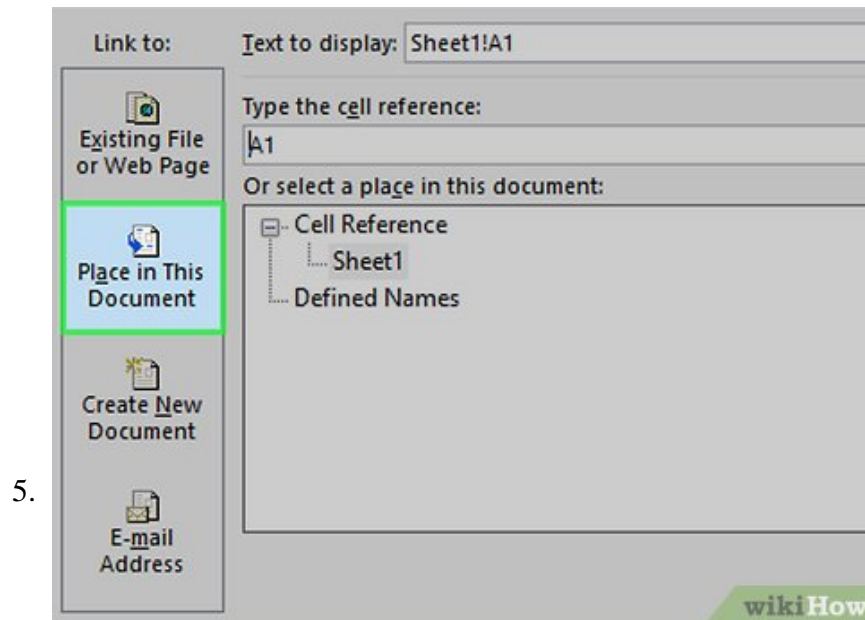 Link to:
Text to display: Sheet1!A1
Existing File
or Web Page
Type the cell reference:
A1
Or select a place in this document:
Cell Reference
Sheet1
Defined Names
Place in This
Document
Create New
Document
5.
E-mail
Address
wikiHow